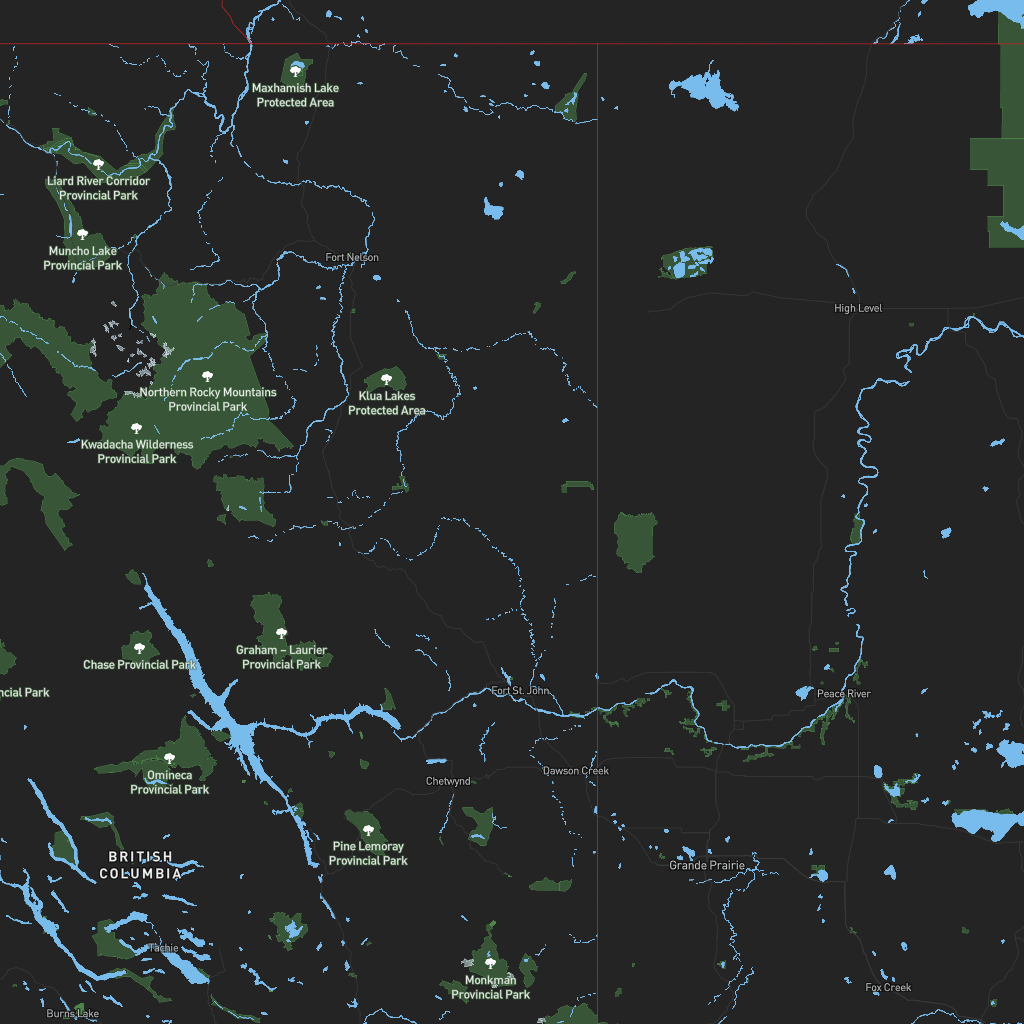 Maxhamish Lake
Protected Area
Liard River Corridor
Provincial Park
Muncho Lake
Provincial Park
Fort Nelson
High Level
Northern Rocky Mountains
Provincial Park
Klua Lakes
Protected Area
Kwadacha Wilderness
Provincial Park
Graham – Laurier
Provincial Park
Chase Provincial Park
ncial Park
Fort St. John
Peace River
Omineca
Provincial Park
Dawson Creek
Chetwynd
Pine Lemoray
Provincial Park
BRITISH
COLUMBIA
Grande Prairie
Tachie
Monkman
Provincial Park
Fox Creek
Burns Lake